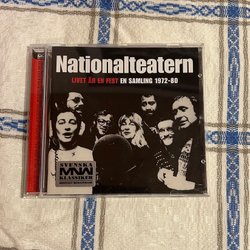 Nationalteatern
LIVET ÄR EN FEST EN SAMLING 1972-80
SVENSKA
MNW
KLASSIKER